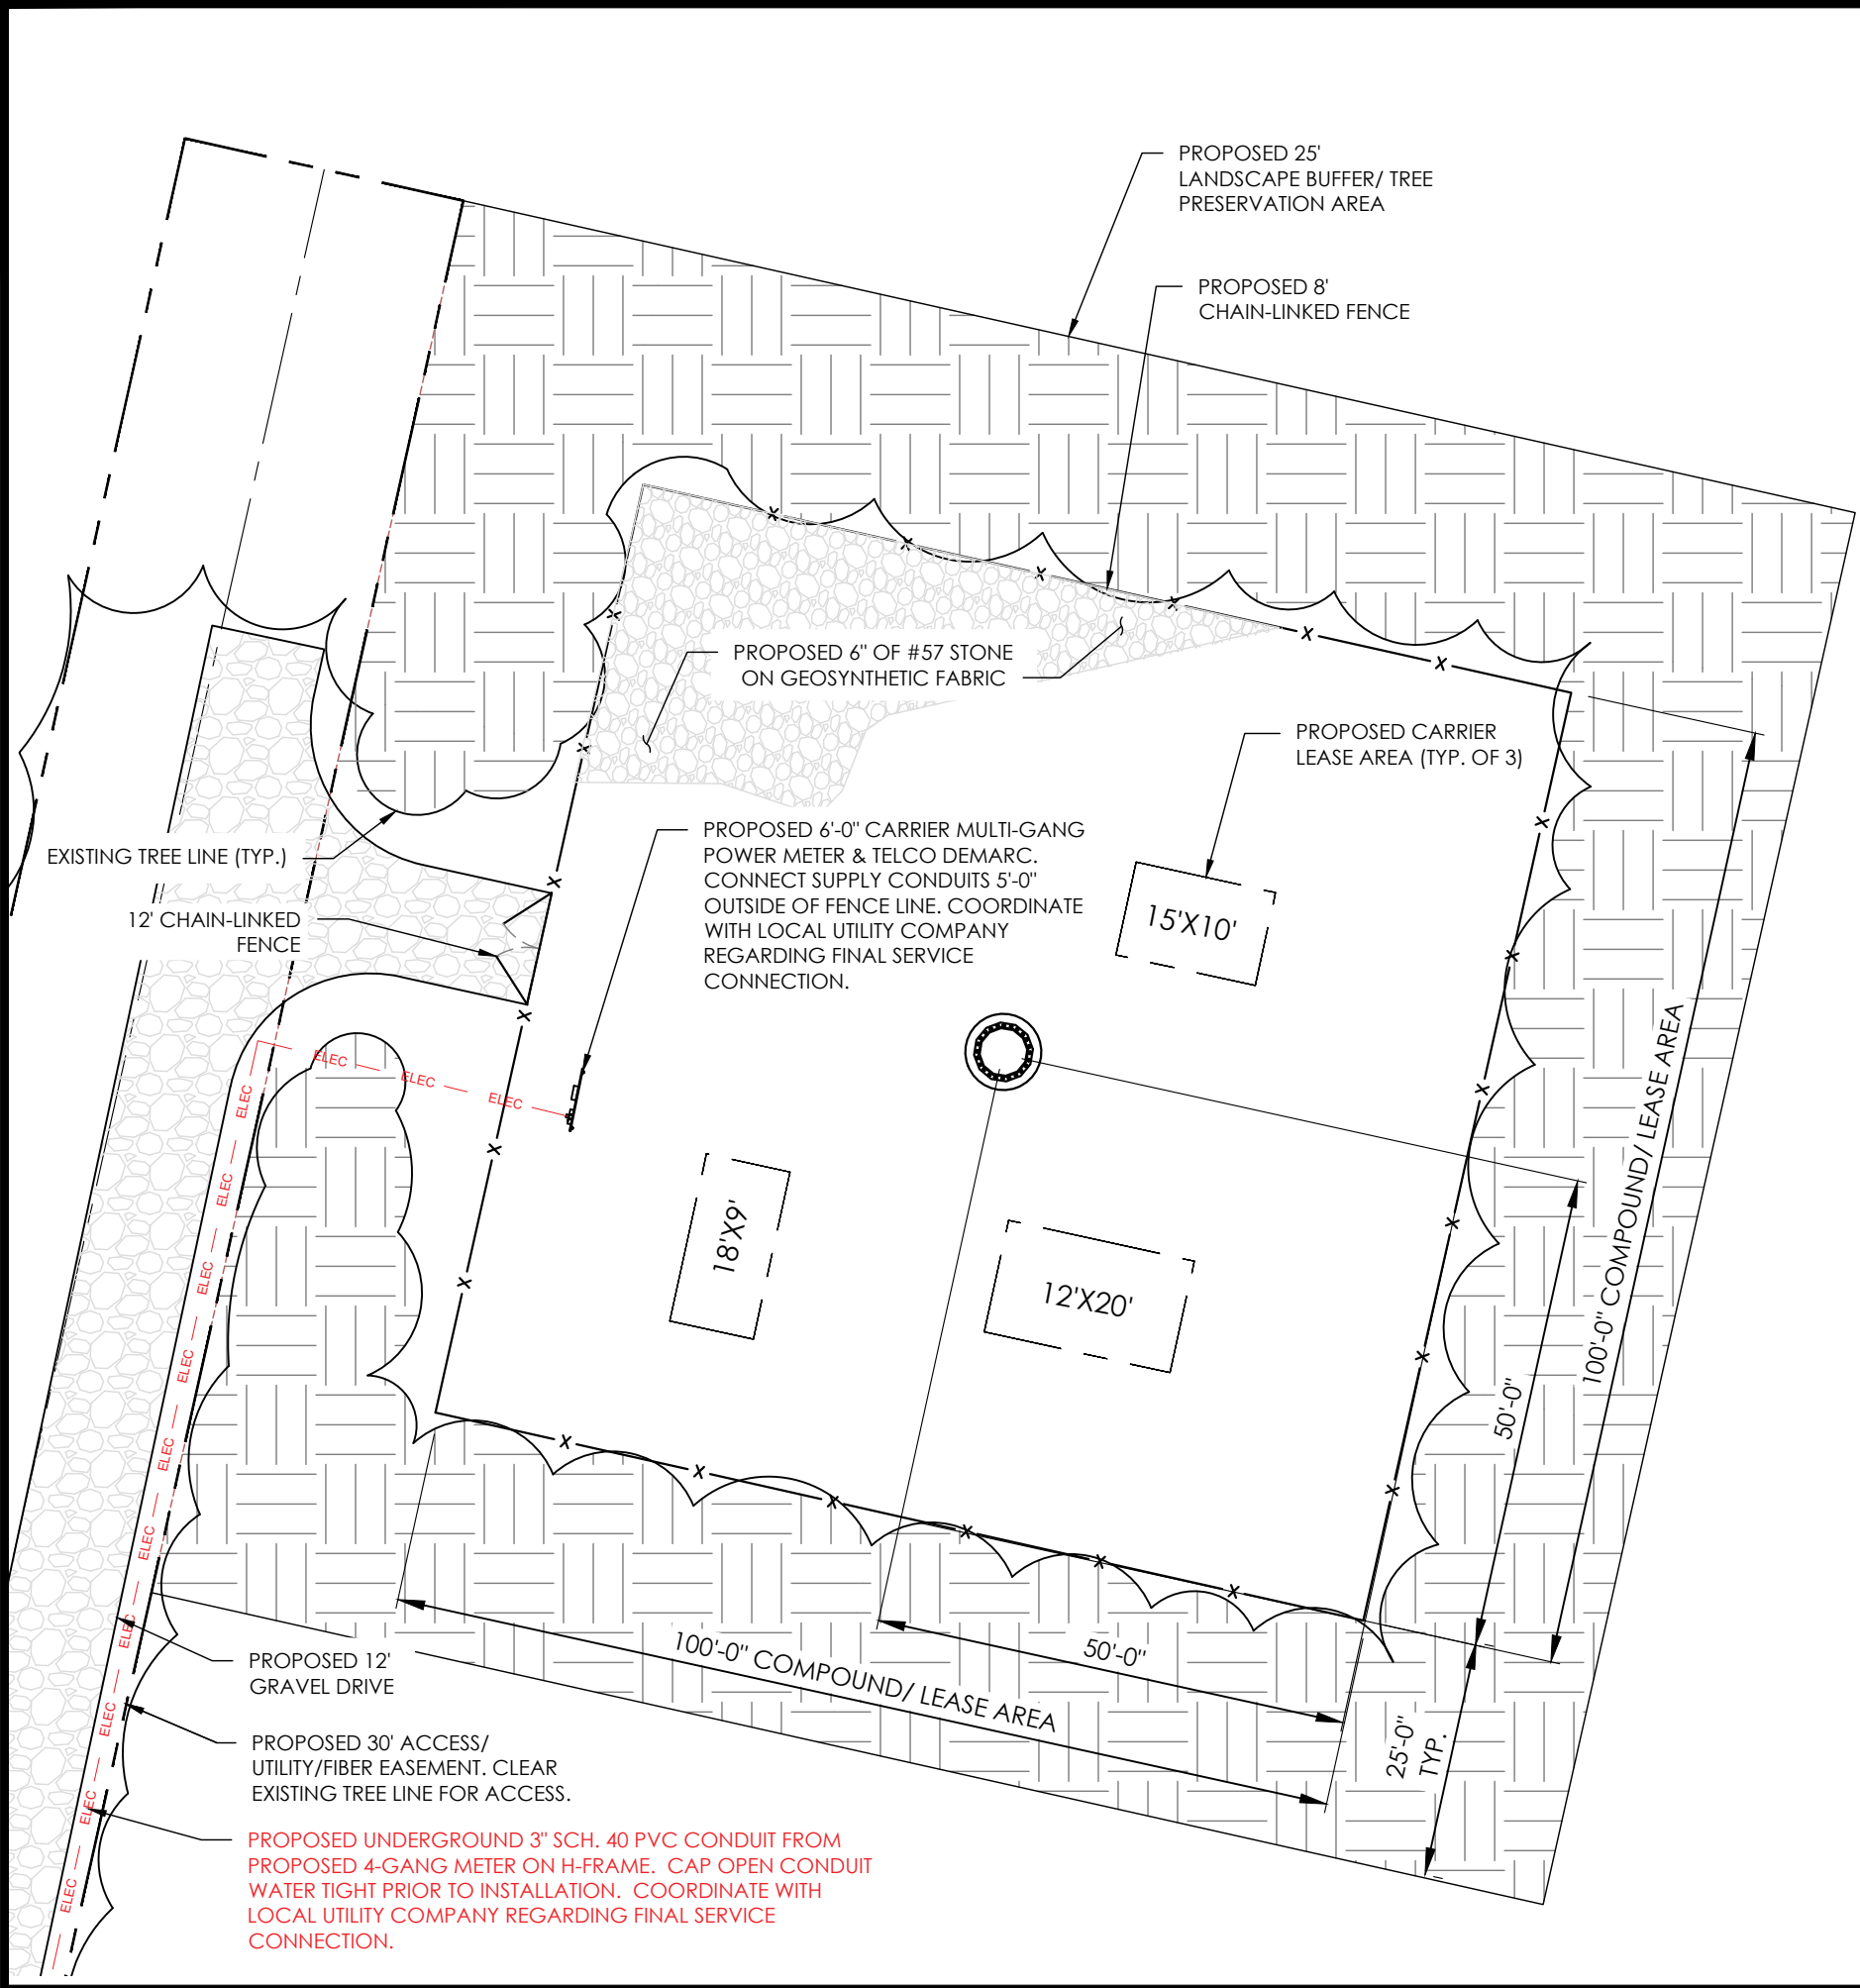 PROPOSED 25'
LANDSCAPE BUFFER/ TREE
PRESERVATION AREA
PROPOSED 8'
CHAIN-LINKED FENCE
PROPOSED 6" OF #57 STONE
ON GEOSYNTHETIC FABRIC
PROPOSED CARRIER
LEASE AREA (TYP. OF 3)
EXISTING TREE LINE (TYP.)
PROPOSED 6'-0" CARRIER MULTI-GANG
POWER METER & TELCO DEMARC.
CONNECT SUPPLY CONDUITS 5'-0"
OUTSIDE OF FENCE LINE. COORDINATE
WITH LOCAL UTILITY COMPANY
REGARDING FINAL SERVICE
CONNECTION.
12' CHAIN-LINKED
FENCE
15'X10'
ELEC
ELEC
ELEC
ELEC
ELEC
ELEC
ELEC
ELEC
ELEC
ELEC
ELEC
ELEC
ELEC
18'X9'
12'X20'
100'-0" COMPOUND/ LEASE AREA
50'-0"
100'-0" COMPOUND/ LEASE AREA
50'-0"
25'-0"
TYP.
PROPOSED 12'
GRAVEL DRIVE
PROPOSED 30' ACCESS/
UTILITY/FIBER EASEMENT. CLEAR
EXISTING TREE LINE FOR ACCESS.
PROPOSED UNDERGROUND 3" SCH. 40 PVC CONDUIT FROM
PROPOSED 4-GANG METER ON H-FRAME. CAP OPEN CONDUIT
WATER TIGHT PRIOR TO INSTALLATION. COORDINATE WITH
LOCAL UTILITY COMPANY REGARDING FINAL SERVICE
CONNECTION.